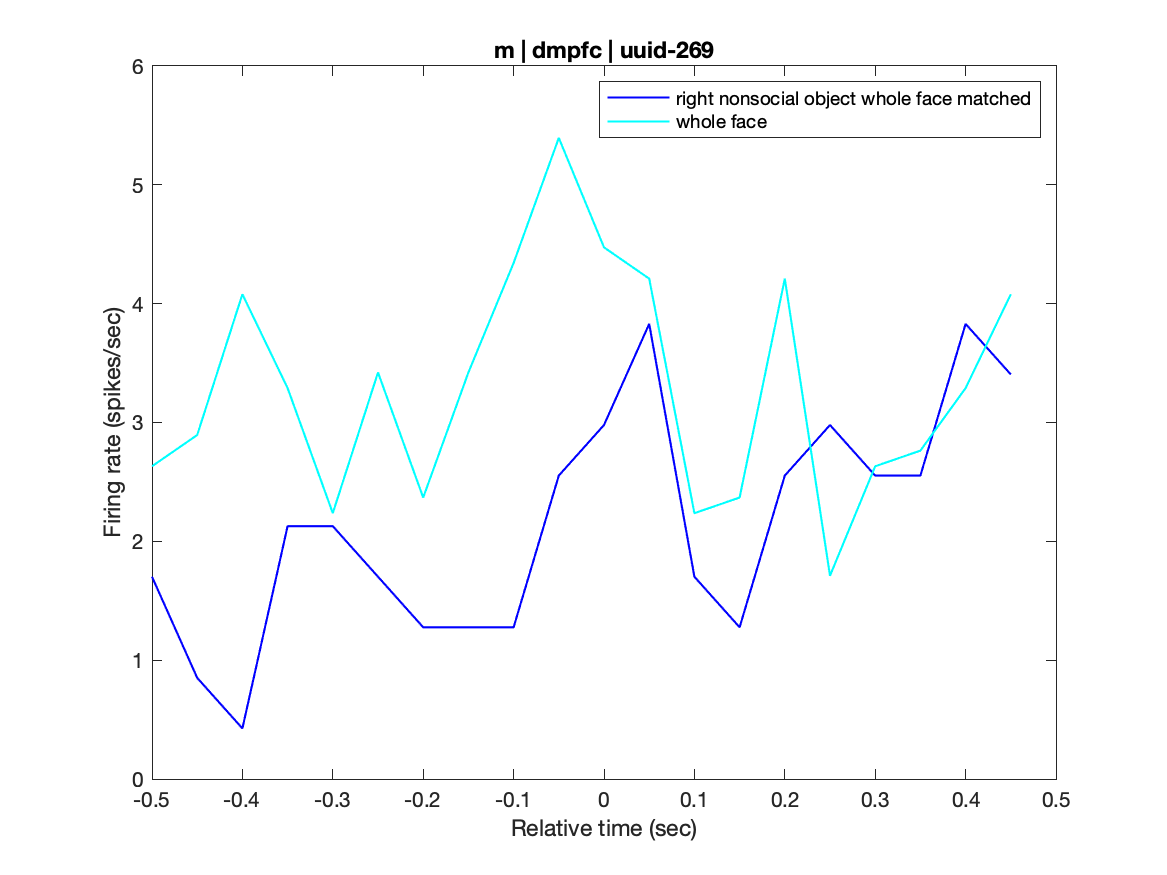 m | dmpfc | uuid-269
right nonsocial object whole face matched
whole face
Firing rate (spikes/sec)
6
5
4
3
2
1
0
-0.5 -0.4 -0.3 -0.2 -0.1 0 0.1 0.2 0.3 0.4 0.5
Relative time (sec)